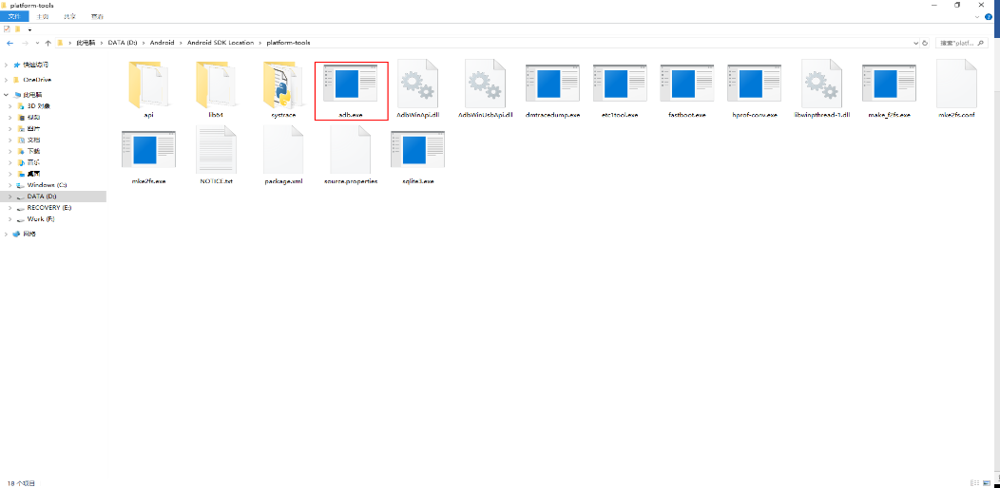 platform-tools
文件 主页 共享 查看
此电脑 › DATA (D:) › Android › Android SDK Location › platform-tools
搜索"platf...
快速访问
OneDrive
此电脑
3D 对象
视频
图片
文档
下载
音乐
桌面
Windows (C:)
DATA (D:)
RECOVERY (E:)
Work (F:)
网络
api lib64 systrace adb.exe AdbWinApi.dll AdbWinUsbApi.dll dmtracedump.exe etc1tool.exe fastboot.exe hprof-conv.exe libwinpthread-1.dll make_f2fs.exe mke2fs.conf
mke2fs.exe NOTICE.txt package.xml source.properties sqlite3.exe
18 个项目